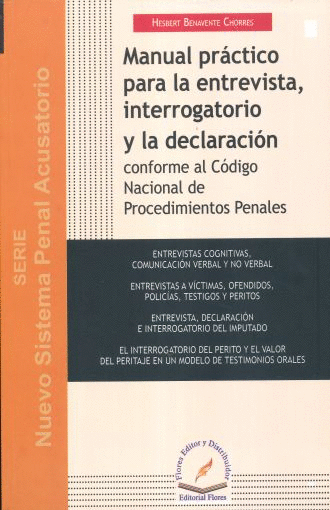 HESBERT BENAVENTE CHORRES
Manual práctico
para la entrevista,
interrogatorio
y la declaración
conforme al Código
Nacional de
Procedimientos Penales
SERIE
Nuevo Sistema Penal Acusatorio
ENTREVISTAS COGNITIVAS,
COMUNICACIÓN VERBAL Y NO VERBAL
ENTREVISTAS A VÍCTIMAS, OFENDIDOS,
POLICÍAS, TESTIGOS Y PERITOS
ENTREVISTA, DECLARACIÓN
E INTERROGATORIO DEL IMPUTADO
EL INTERROGATORIO DEL PERITO Y EL VALOR
DEL PERITAJE EN UN MODELO DE TESTIMONIOS ORALES
Flores Editor y Distribuidor
Editorial Flores